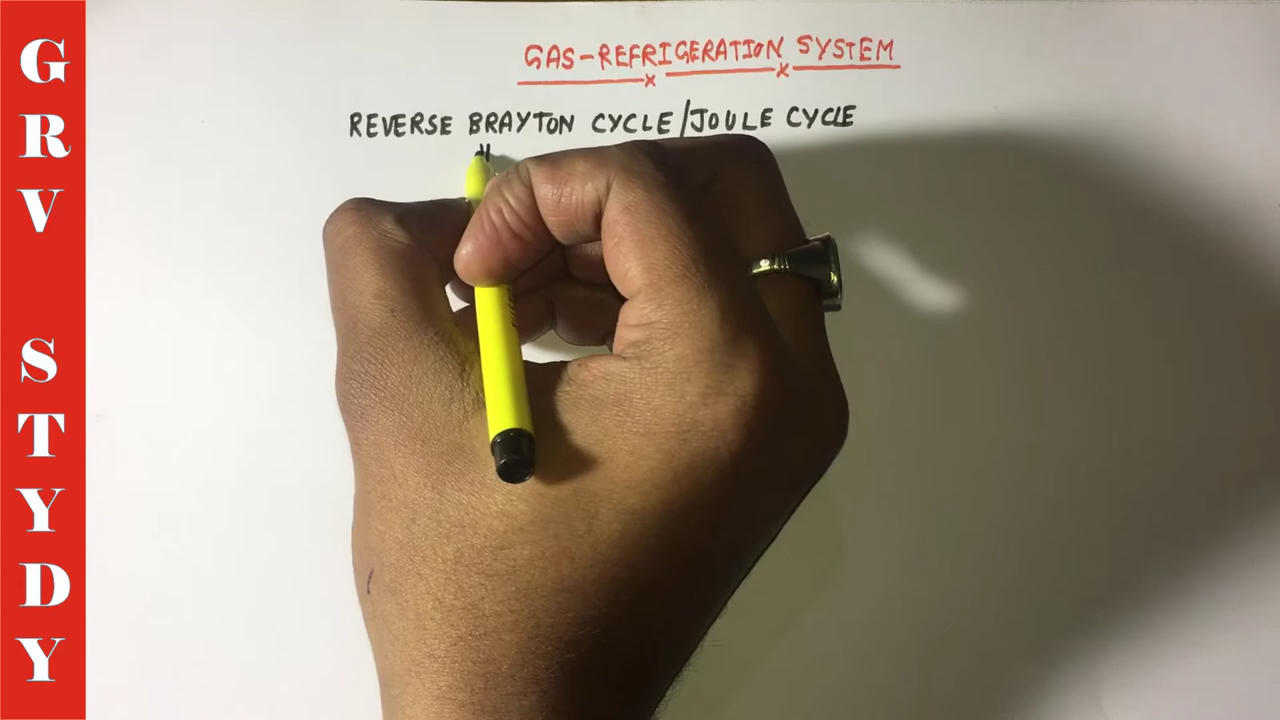 GRV STYDY
GAS-REFRIGERATION SYSTEM
REVERSE BRAYTON CYCLE/JOULE CYCLE